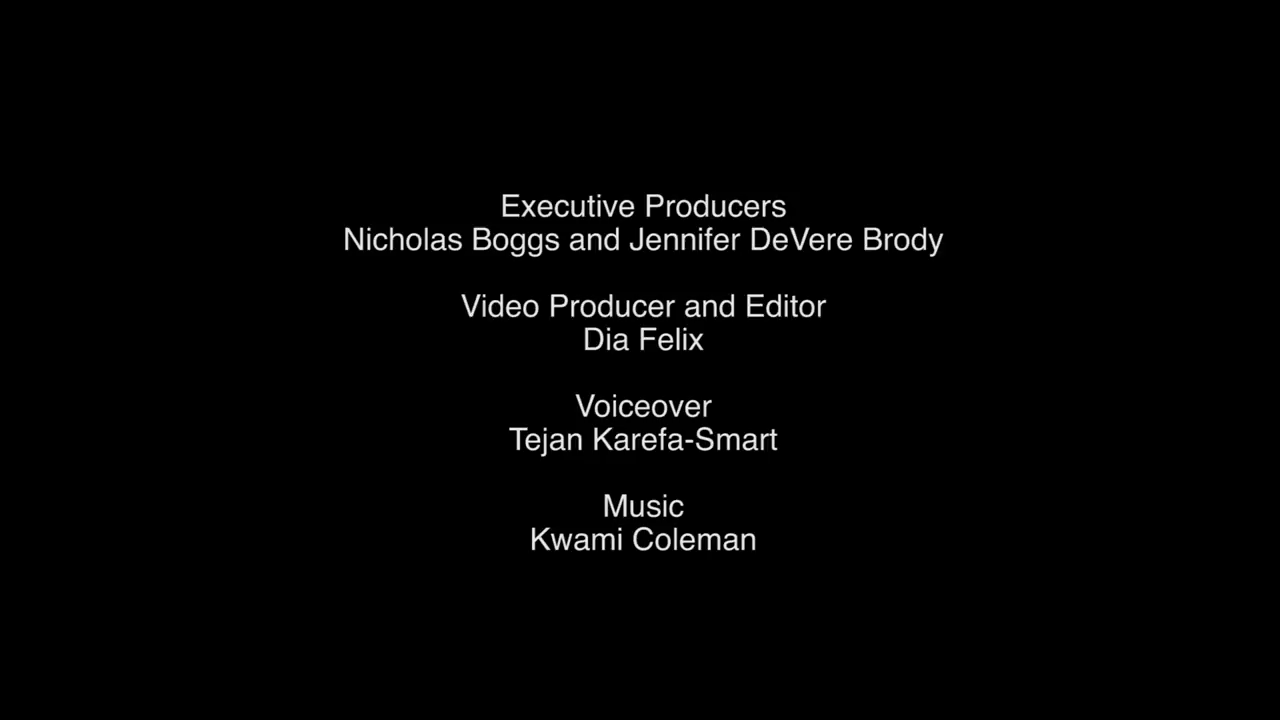 Executive Producers
Nicholas Boggs and Jennifer DeVere Brody
Video Producer and Editor
Dia Felix
Voiceover
Tejan Karefa-Smart
Music
Kwami Coleman